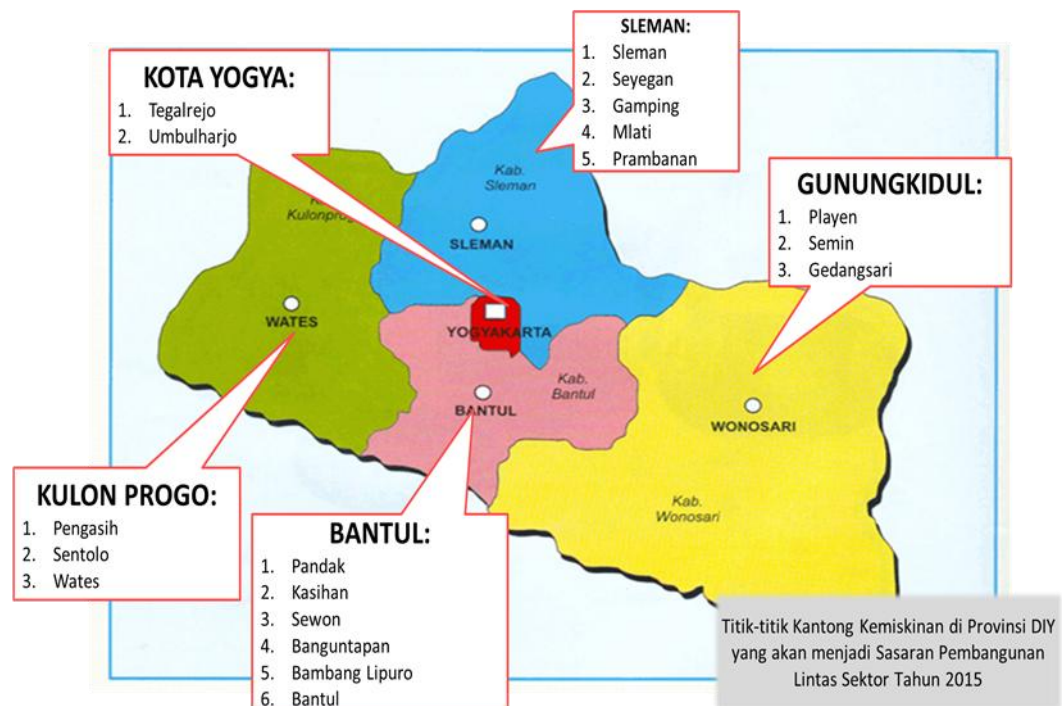 SLEMAN:
1. Sleman
2. Seyegan
3. Gamping
4. Mlati
5. Prambanan
KOTA YOGYA:
1. Tegalrejo
2. Umbulharjo
GUNUNGKIDUL:
1. Playen
2. Semin
3. Gedangsari
Kab.
Sleman
SLEMAN
Kulonprog
WATES
YOGYAKARTA
Kab.
Bantul
BANTUL
WONOSARI
Kab.
Wonosari
KULON PROGO:
1. Pengasih
2. Sentolo
3. Wates
BANTUL:
1. Pandak
2. Kasihan
3. Sewon
4. Banguntapan
5. Bambang Lipuro
6. Bantul
Titik-titik Kantong Kemiskinan di Provinsi DIY
yang akan menjadi Sasaran Pembangunan
Lintas Sektor Tahun 2015